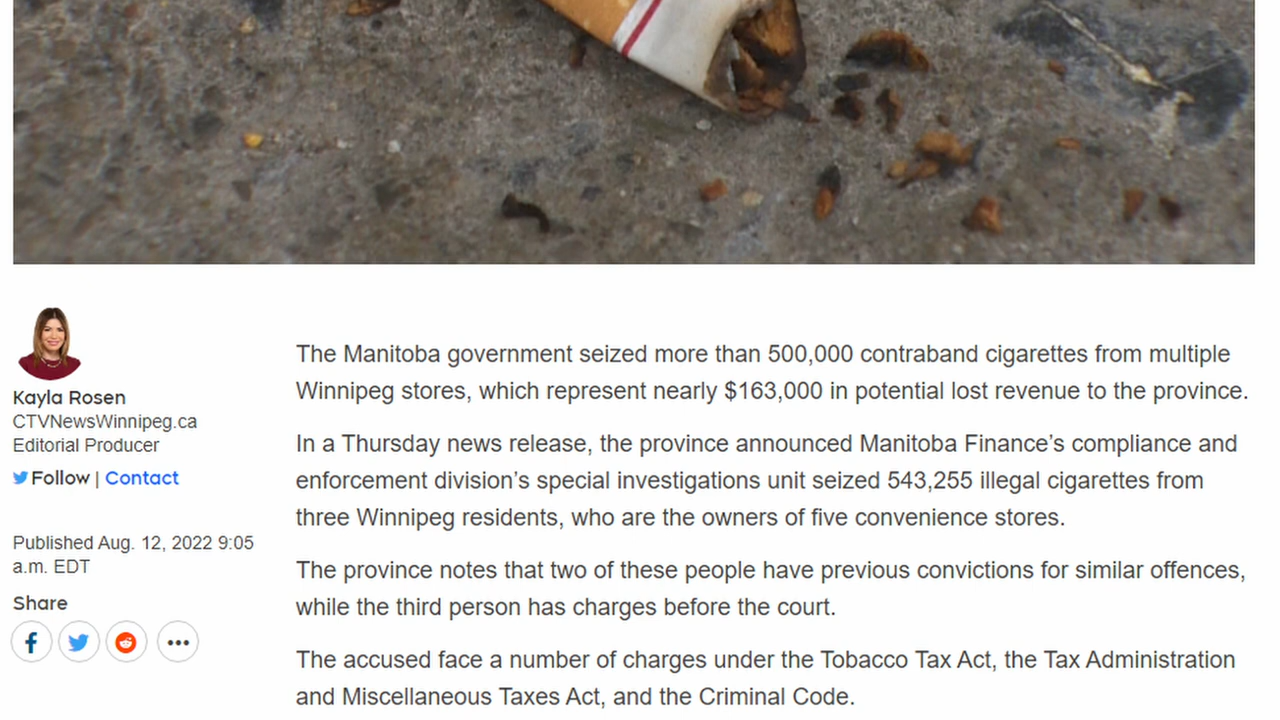 Kayla Rosen
CTVNewsWinnipeg.ca
Editorial Producer
Follow | Contact
Published Aug. 12, 2022 9:05
a.m. EDT
Share
The Manitoba government seized more than 500,000 contraband cigarettes from multiple
Winnipeg stores, which represent nearly $163,000 in potential lost revenue to the province.
In a Thursday news release, the province announced Manitoba Finance’s compliance and
enforcement division’s special investigations unit seized 543,255 illegal cigarettes from
three Winnipeg residents, who are the owners of five convenience stores.
The province notes that two of these people have previous convictions for similar offences,
while the third person has charges before the court.
The accused face a number of charges under the Tobacco Tax Act, the Tax Administration
and Miscellaneous Taxes Act, and the Criminal Code.